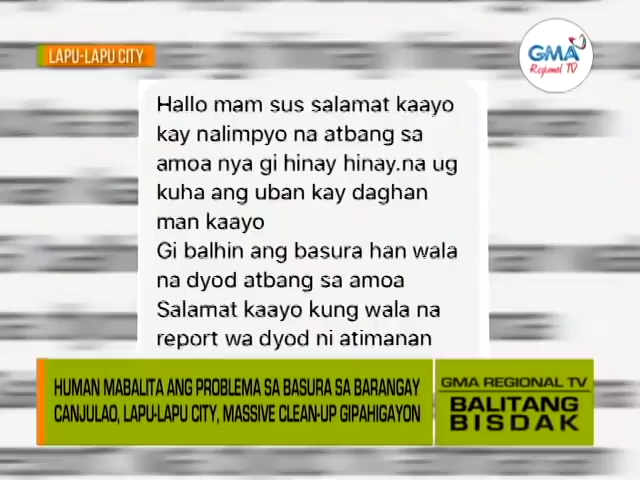 LAPU-LAPU CITY
GMA
Regional TV
Hallo mam sus salamat kaayo
kay nalimpyo na atbang sa
amoa nya gi hinay hinay.na ug
kuha ang uban kay daghan
man kaayo
Gi balhin ang basura han wala
na dyod atbang sa amoa
Salamat kaayo kung wala na
report wa dyod ni atimanan
HUMAN MABALITA ANG PROBLEMA SA BASURA SA BARANGAY
CANJULAO, LAPU-LAPU CITY, MASSIVE CLEAN-UP GIPAHIGAYON
GMA REGIONAL TV
BALITANG
BISDAK